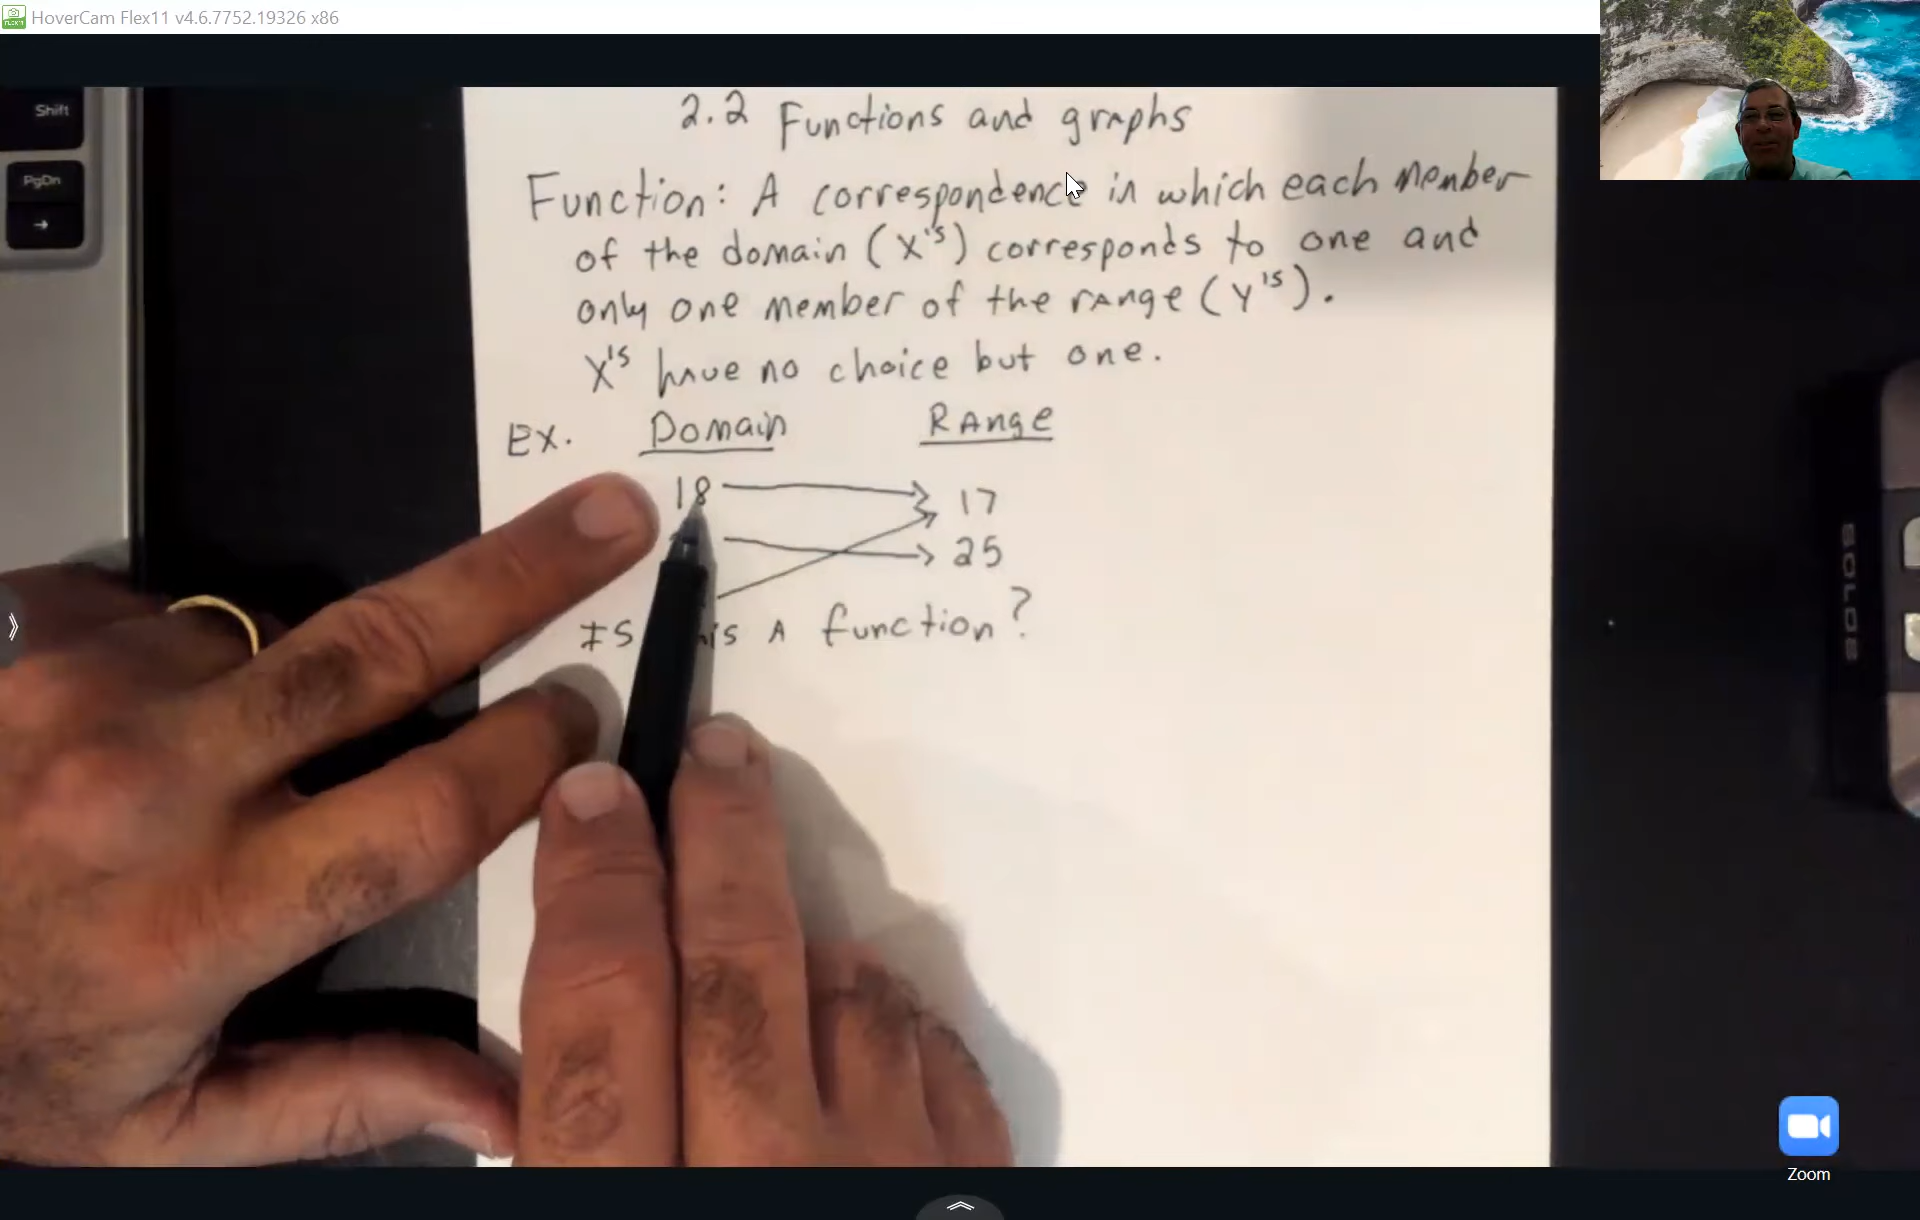 HoverCam Flex11 v4.6.7752.19326 x86
Shift
PgDn
2.2 Functions and graphs
Function: A correspondence in which each member
of the domain (X's) corresponds to one and
only one member of the range (Y's).
X's have no choice but one.
Ex. Domain Range
18 17
25
Is a function?
Zoom